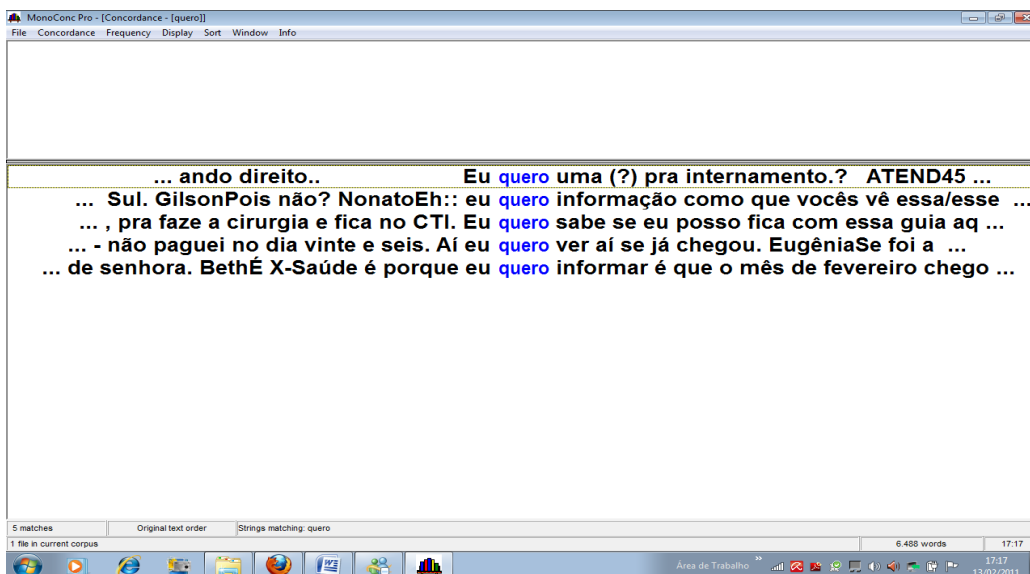 MonoConc Pro - [Concordance - [quero]]
File Concordance Frequency Display Sort Window Info
... ando direito.. Eu quero uma (?) pra internamento.? ATEND45 ...
... Sul. GilsonPois não? NonatoEh:: eu quero informação como que vocês vê essa/esse ...
... , pra faze a cirurgia e fica no CTI. Eu quero sabe se eu posso fica com essa guia aq ...
... - não paguei no dia vinte e seis. Aí eu quero ver aí se já chegou. EugêniaSe foi a ...
... de senhora. BethÉ X-Saúde é porque eu quero informar é que o mês de fevereiro chego ...
5 matches Original text order Strings matching: quero
1 file in current corpus 6.488 words 17:17
Área de Trabalho » 17:17
13/02/2011